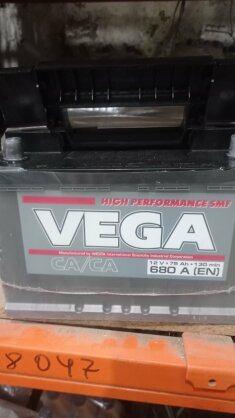 HIGH PERFORMANCE SMF
VEGA
Manufactured by WESTA International Scientific Industrial Corporation
CA/CA
12 V • 75 Ah • 130 min
680 A (EN)
8047